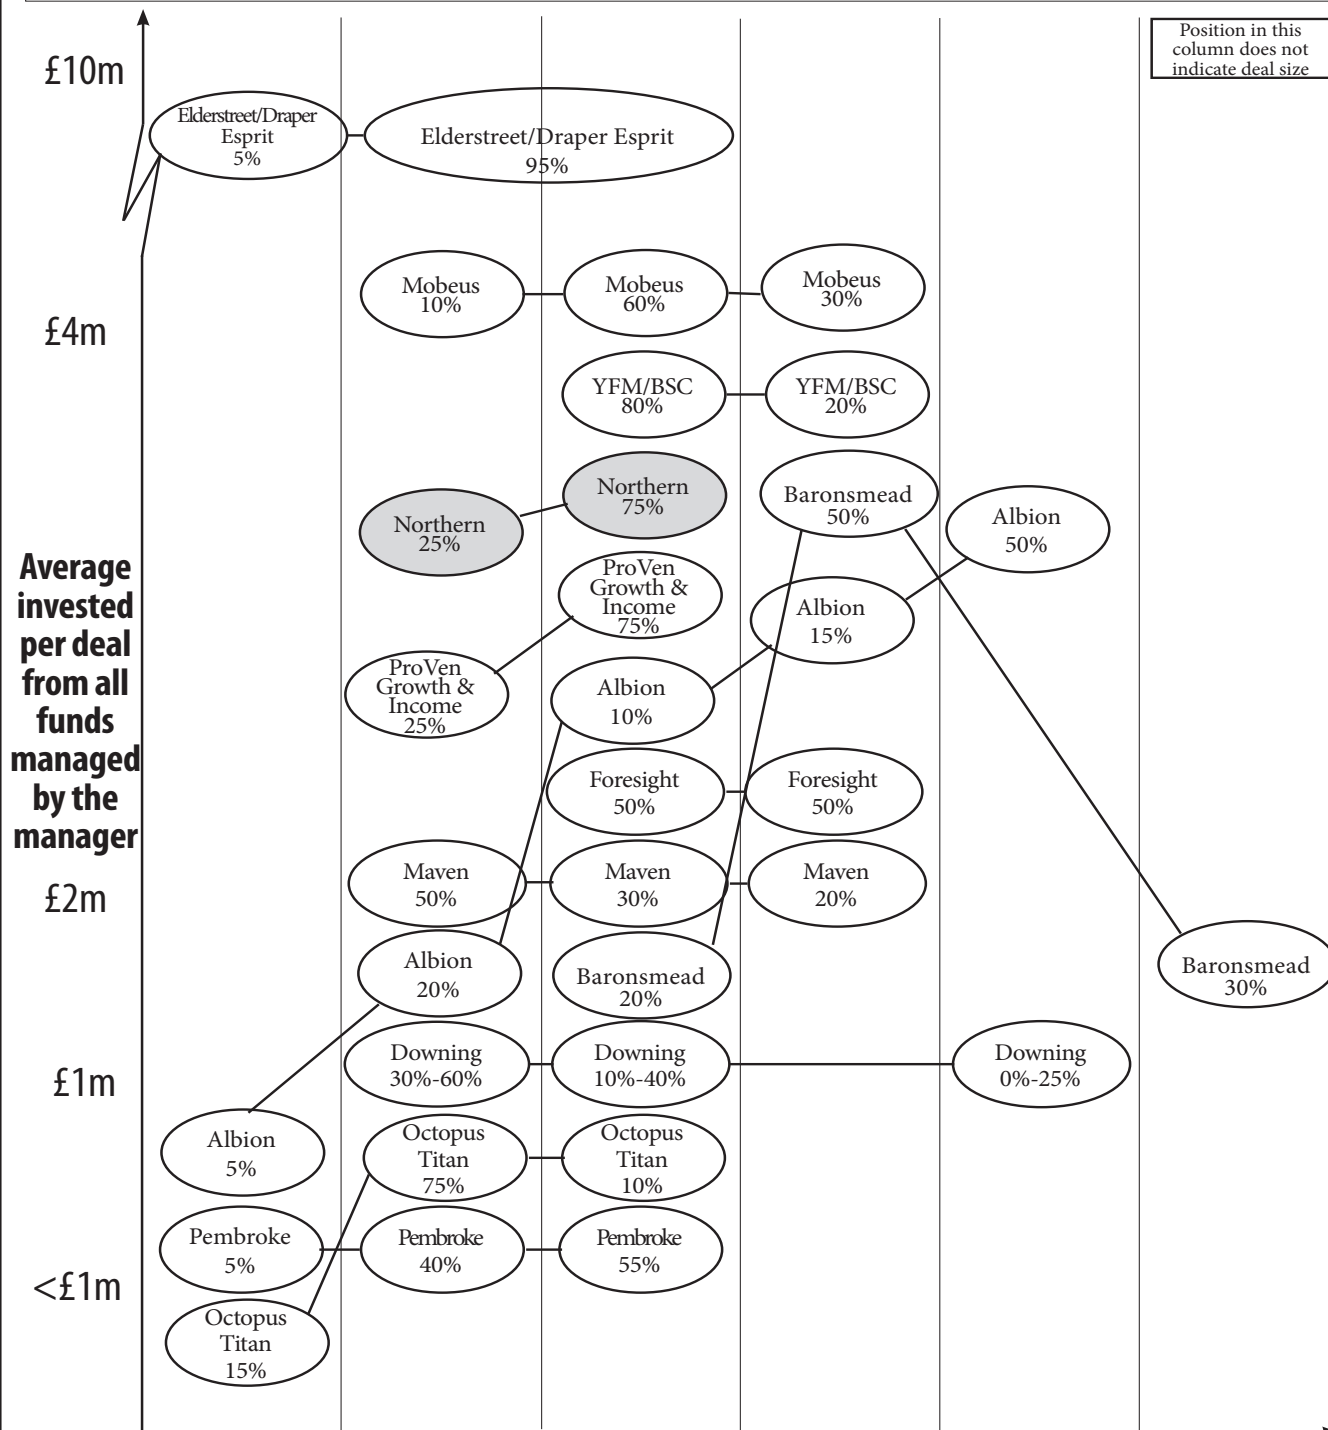 Position in this
column does not
indicate deal size
£10m
Elderstreet/Draper
Esprit
5%
Elderstreet/Draper Esprit
95%
Mobeus
10%
Mobeus
60%
Mobeus
30%
£4m
YFM/BSC
80%
YFM/BSC
20%
Northern
25%
Northern
75%
Baronsmead
50%
Albion
50%
Average
invested
per deal
from all
funds
managed
by the
manager
ProVen
Growth &
Income
75%
Albion
15%
ProVen
Growth &
Income
25%
Albion
10%
Foresight
50%
Foresight
50%
Maven
50%
Maven
30%
Maven
20%
£2m
Albion
20%
Baronsmead
20%
Baronsmead
30%
Downing
30%-60%
Downing
10%-40%
Downing
0%-25%
£1m
Albion
5%
Octopus
Titan
75%
Octopus
Titan
10%
Pembroke
5%
Pembroke
40%
Pembroke
55%
<£1m
Octopus
Titan
15%